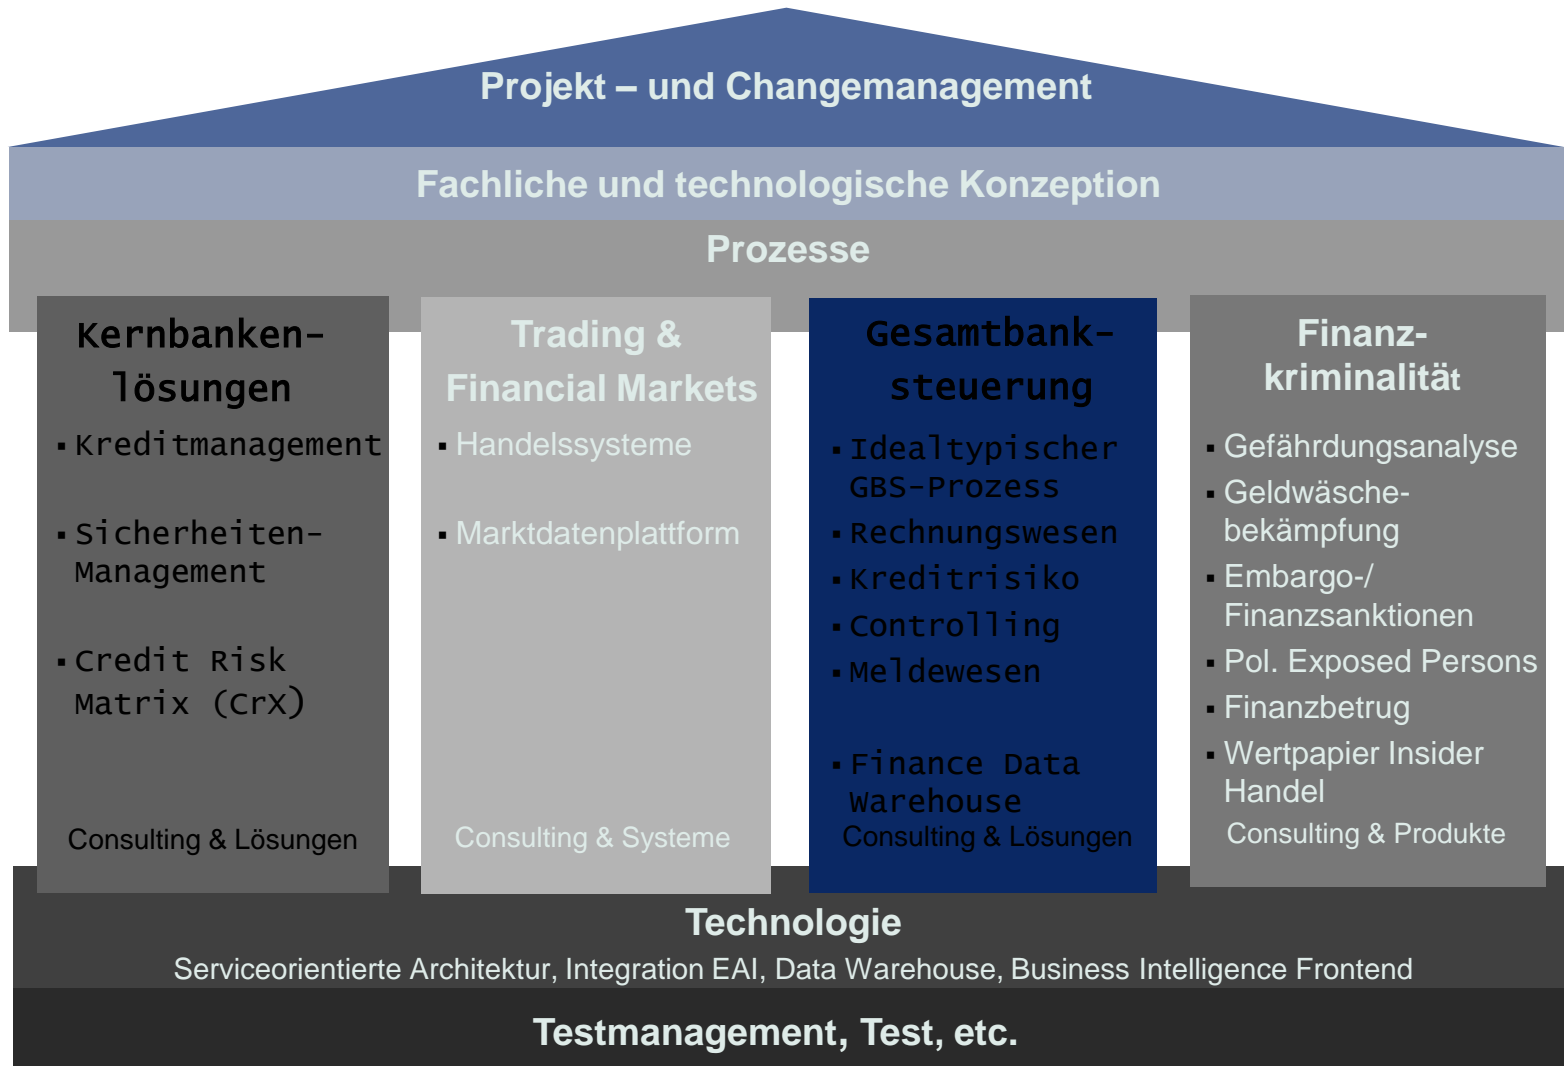 Projekt – und Changemanagement
Fachliche und technologische Konzeption
Prozesse
Kernbanken-
lösungen
▪ Kreditmanagement
▪ Sicherheiten-
Management
▪ Credit Risk
Matrix (CrX)
Consulting & Lösungen
Trading &
Financial Markets
▪ Handelssysteme
▪ Marktdatenplattform
Consulting & Systeme
Gesamtbank-
steuerung
▪ Idealtypischer
GBS-Prozess
▪ Rechnungswesen
▪ Kreditrisiko
▪ Controlling
▪ Meldewesen
▪ Finance Data
Warehouse
Consulting & Lösungen
Finanz-
kriminalität
▪ Gefährdungsanalyse
▪ Geldwäsche-
bekämpfung
▪ Embargo-/
Finanzsanktionen
▪ Pol. Exposed Persons
▪ Finanzbetrug
▪ Wertpapier Insider
Handel
Consulting & Produkte
Technologie
Serviceorientierte Architektur, Integration EAI, Data Warehouse, Business Intelligence Frontend
Testmanagement, Test, etc.